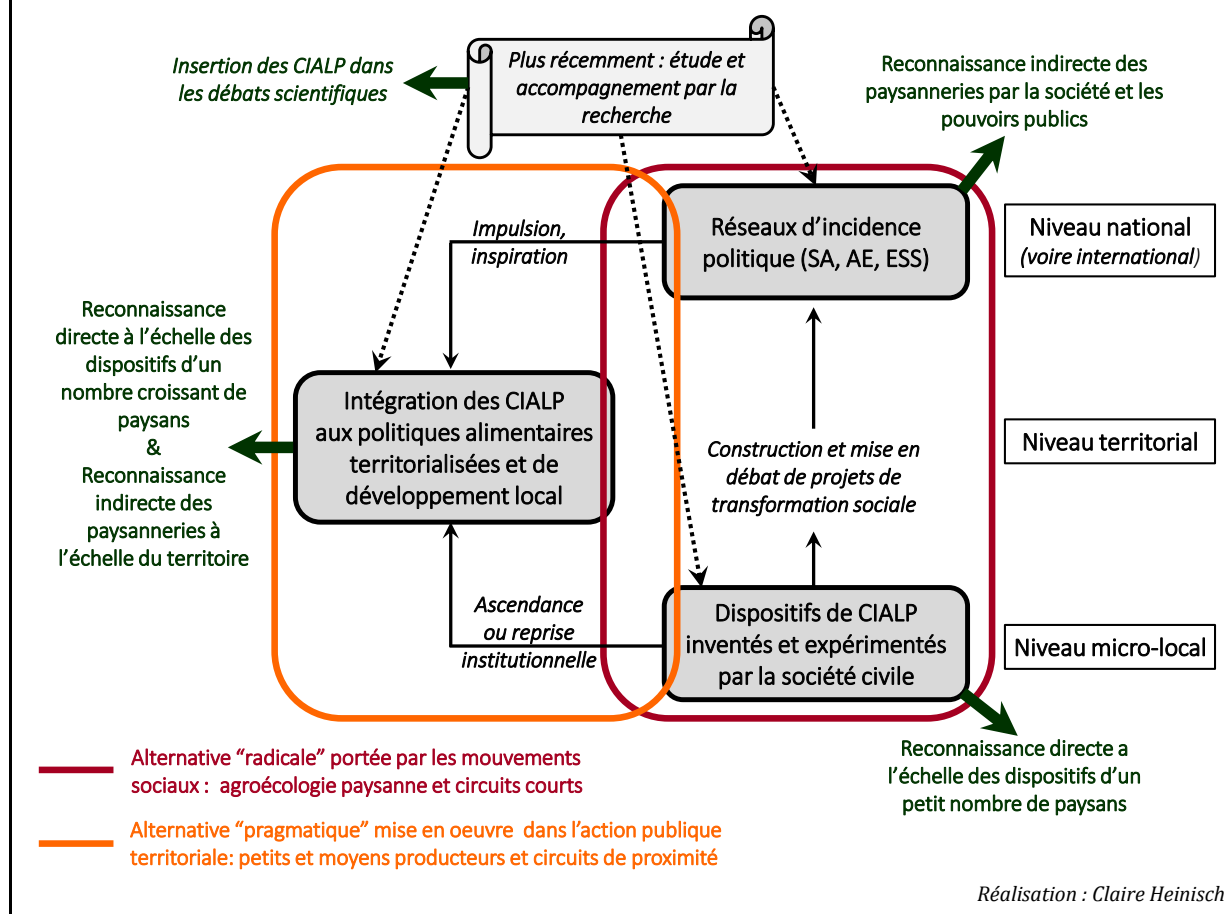 Insertion des CIALP dans
les débats scientifiques
Plus récemment : étude et
accompagnement par la
recherche
Reconnaissance indirecte des
paysanneries par la société et les
pouvoirs publics
Impulsion,
inspiration
Réseaux d’incidence
politique (SA, AE, ESS)
Niveau national
(voire international)
Reconnaissance
directe à l’échelle des
dispositifs d’un
nombre croissant de
paysans
&
Reconnaissance
indirecte des
paysanneries à
l’échelle du territoire
Intégration des CIALP
aux politiques alimentaires
territorialisées et de
développement local
Construction et mise en
débat de projets de
transformation sociale
Niveau territorial
Ascendance
ou reprise
institutionnelle
Dispositifs de CIALP
inventés et expérimentés
par la société civile
Niveau micro-local
Reconnaissance directe a
l’échelle des dispositifs d’un
petit nombre de paysans
Alternative “radicale” portée par les mouvements
sociaux : agroécologie paysanne et circuits courts
Alternative “pragmatique” mise en oeuvre dans l’action publique
territoriale: petits et moyens producteurs et circuits de proximité
Réalisation : Claire Heinisch